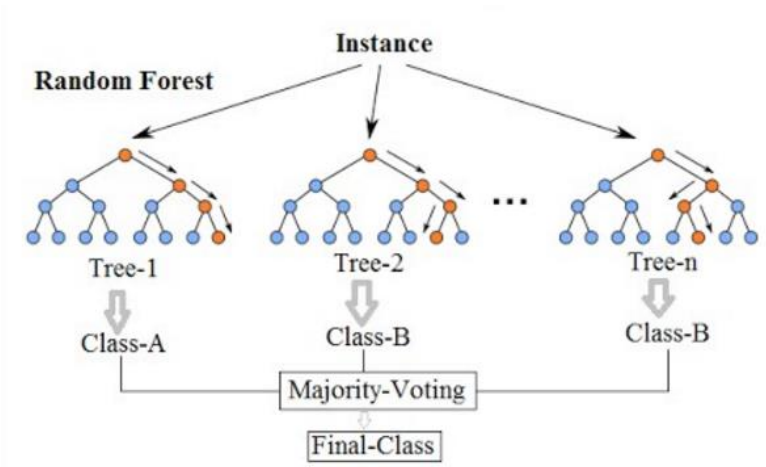 Instance
Random Forest
...
Tree-1
Tree-2
Tree-n
Class-A
Class-B
Class-B
Majority-Voting
Final-Class